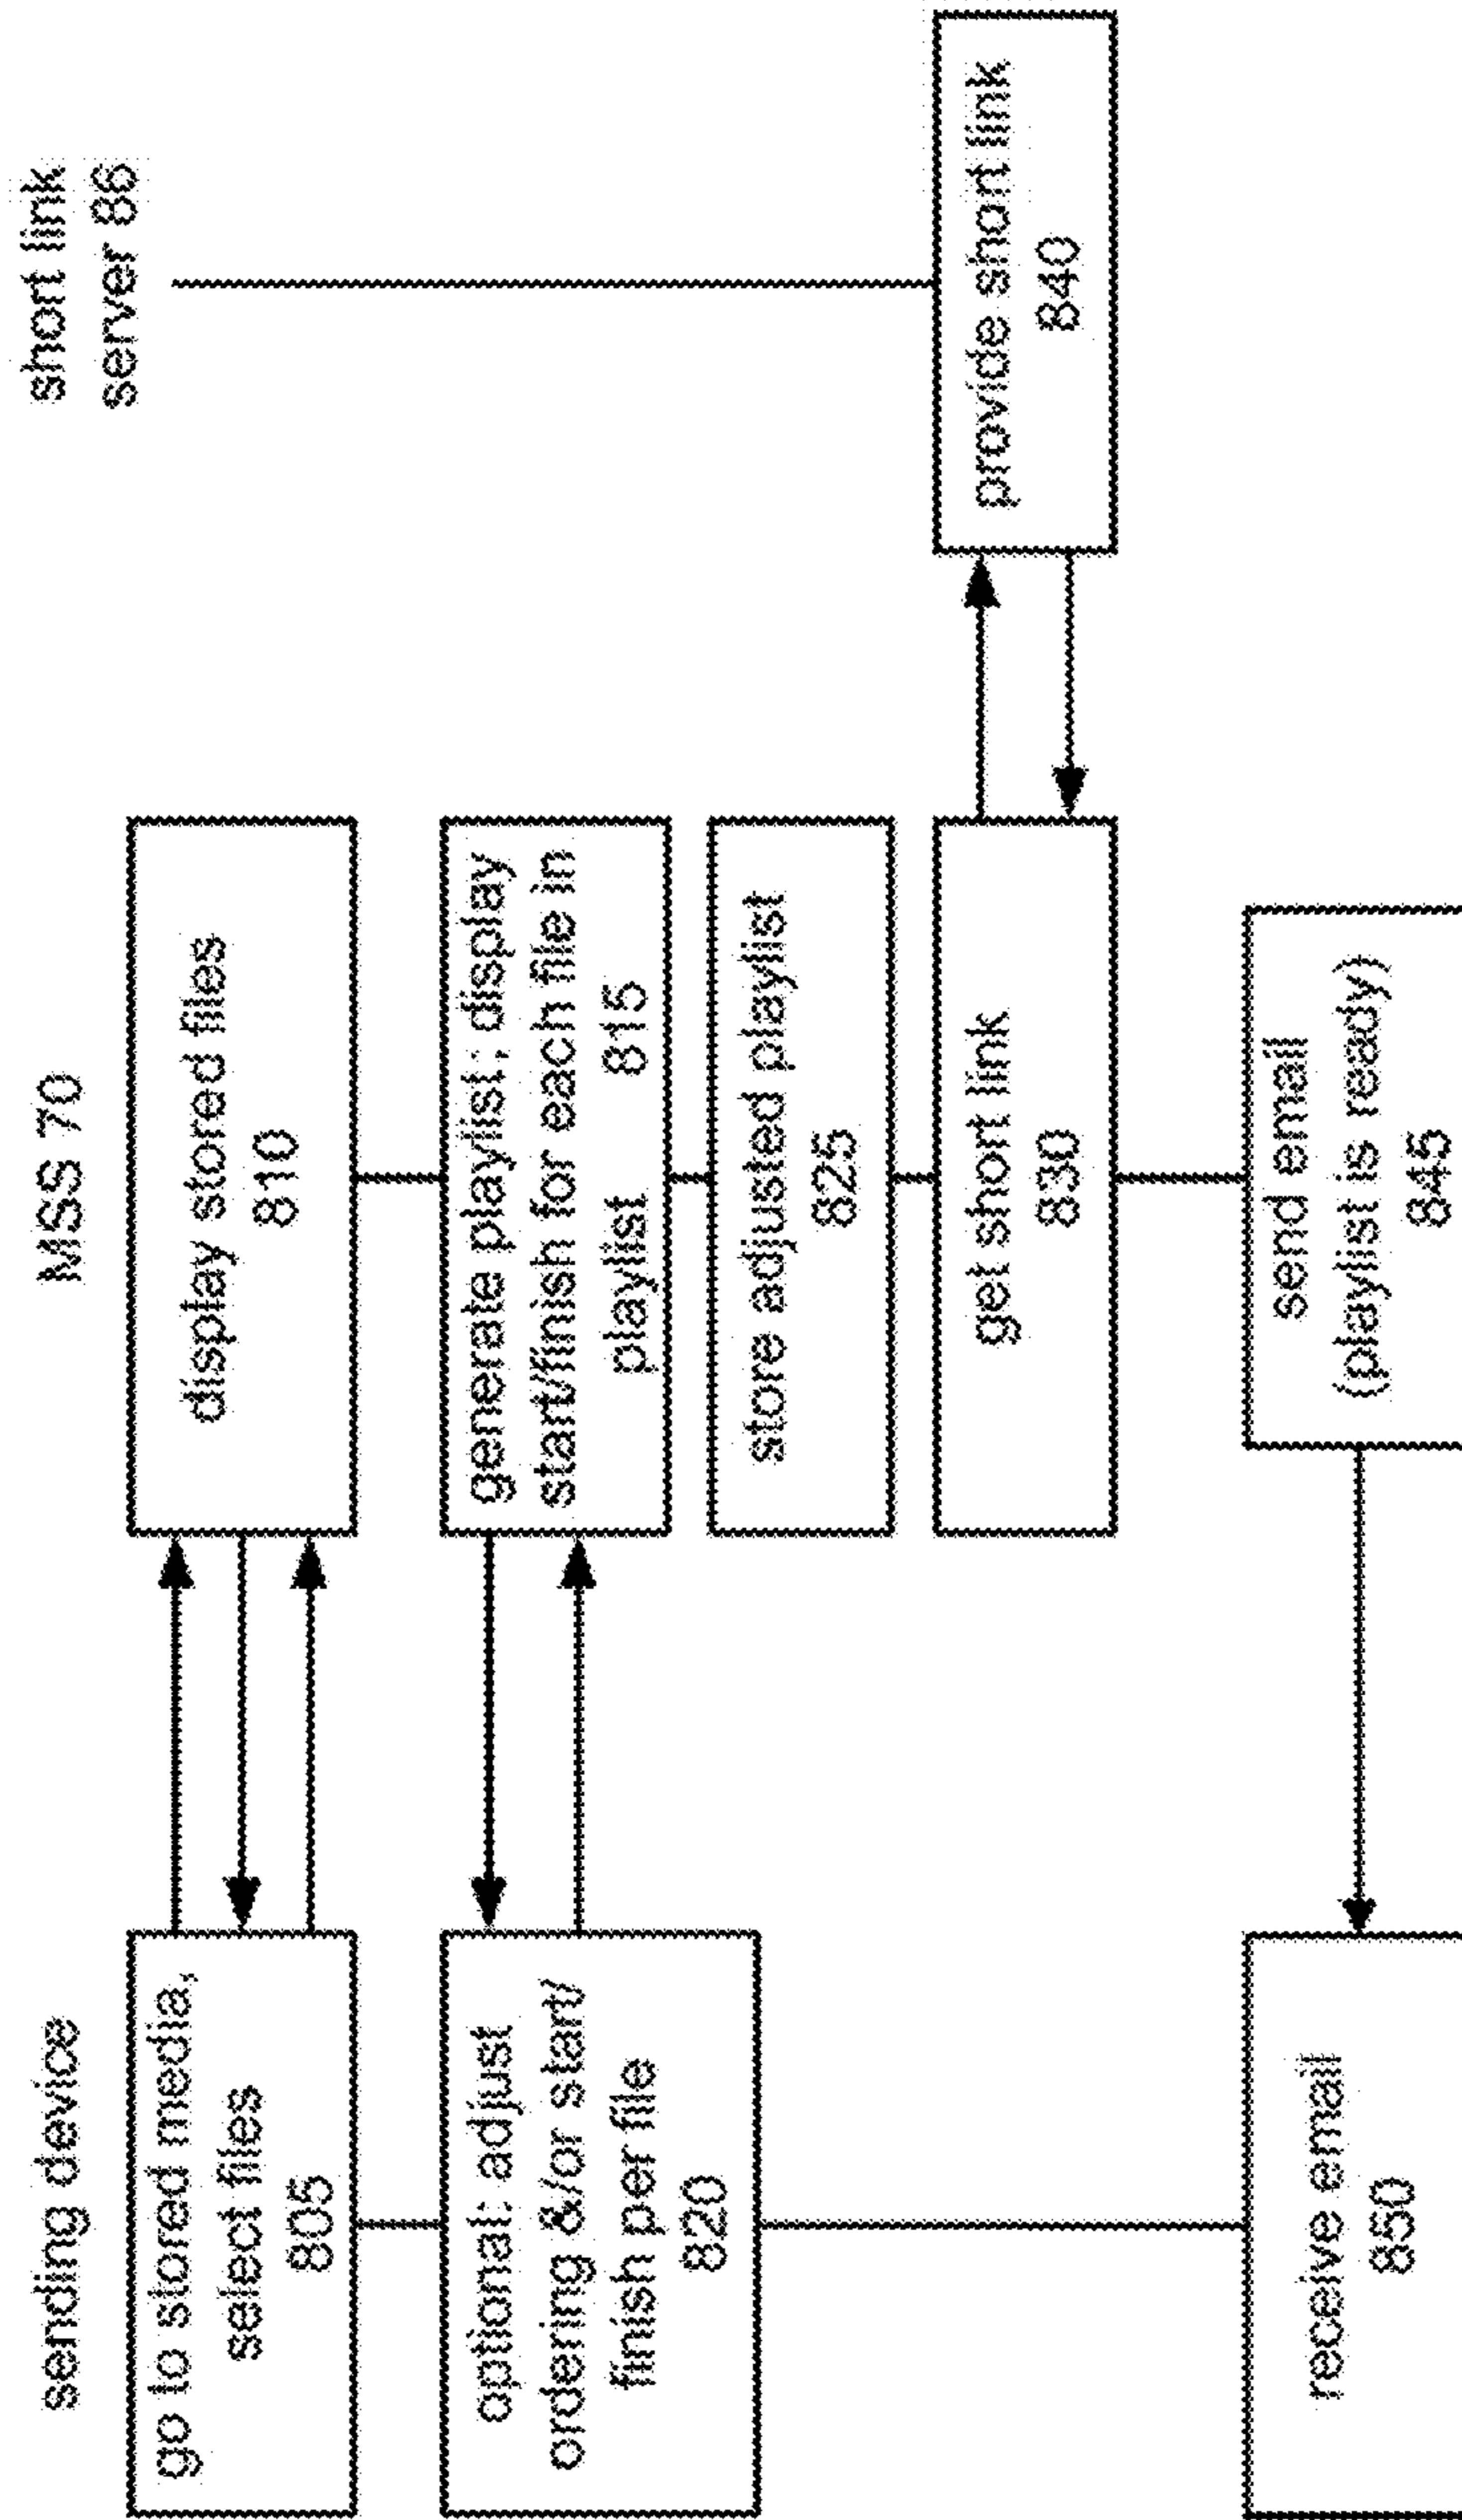 sending device
MSS 70
short link
server 86
go to stored media,
select files
805
display stored files
810
generate playlist; display
start/finish for each file in
playlist 815
optional: adjust
ordering &/or start/
finish per file
820
store adjusted playlist
825
get short link
830
provide short link
840
send email
(playlist is ready)
845
receive email
850